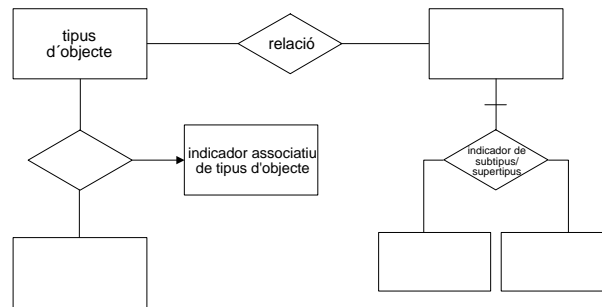 tipus
d´objecte
relació
indicador associatiu
de tipus d'objecte
indicador de
subtipus/
supertipus